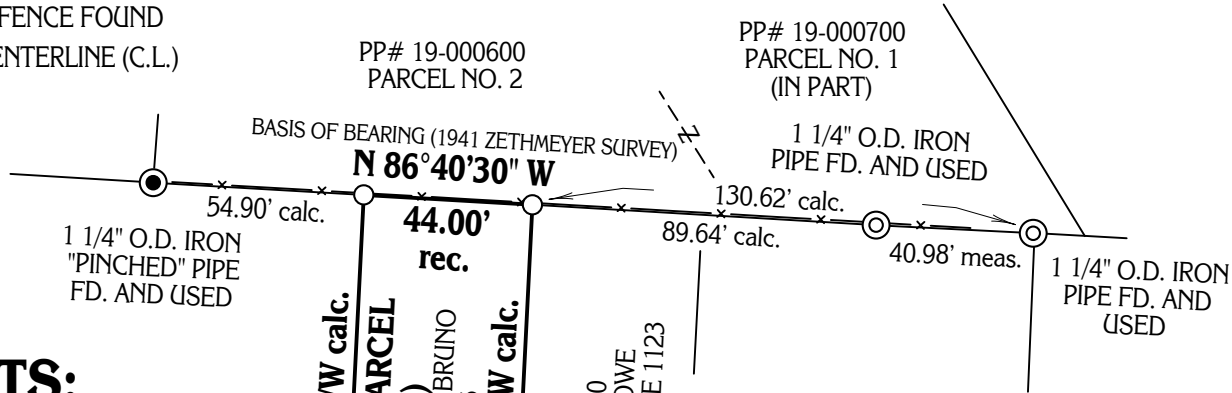 FENCE FOUND
ENTERLINE (C.L.)
PP# 19-000600
PARCEL NO. 2
PP# 19-000700
PARCEL NO. 1
(IN PART)
BASIS OF BEARING (1941 ZETHMEYER SURVEY)
N 86°40'30" W
1 1/4" O.D. IRON
PIPE FD. AND USED
54.90' calc.
44.00'
rec.
130.62' calc.
89.64' calc.
40.98' meas.
1 1/4" O.D. IRON
"PINCHED" PIPE
FD. AND USED
1 1/4" O.D. IRON
PIPE FD. AND
USED
W calc.
ARCEL
BRUNO
W calc.
OWE
E 1123
TS: